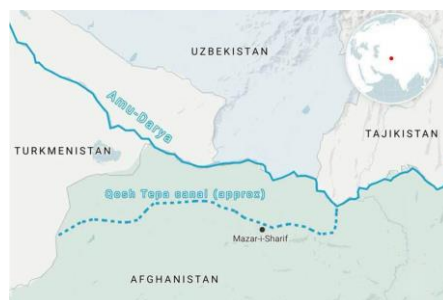 UZBEKISTAN
Amu-Darya
TAJIKISTAN
TURKMENISTAN
Qosh Tepa canal (approx)
Mazar-i-Sharif
AFGHANISTAN